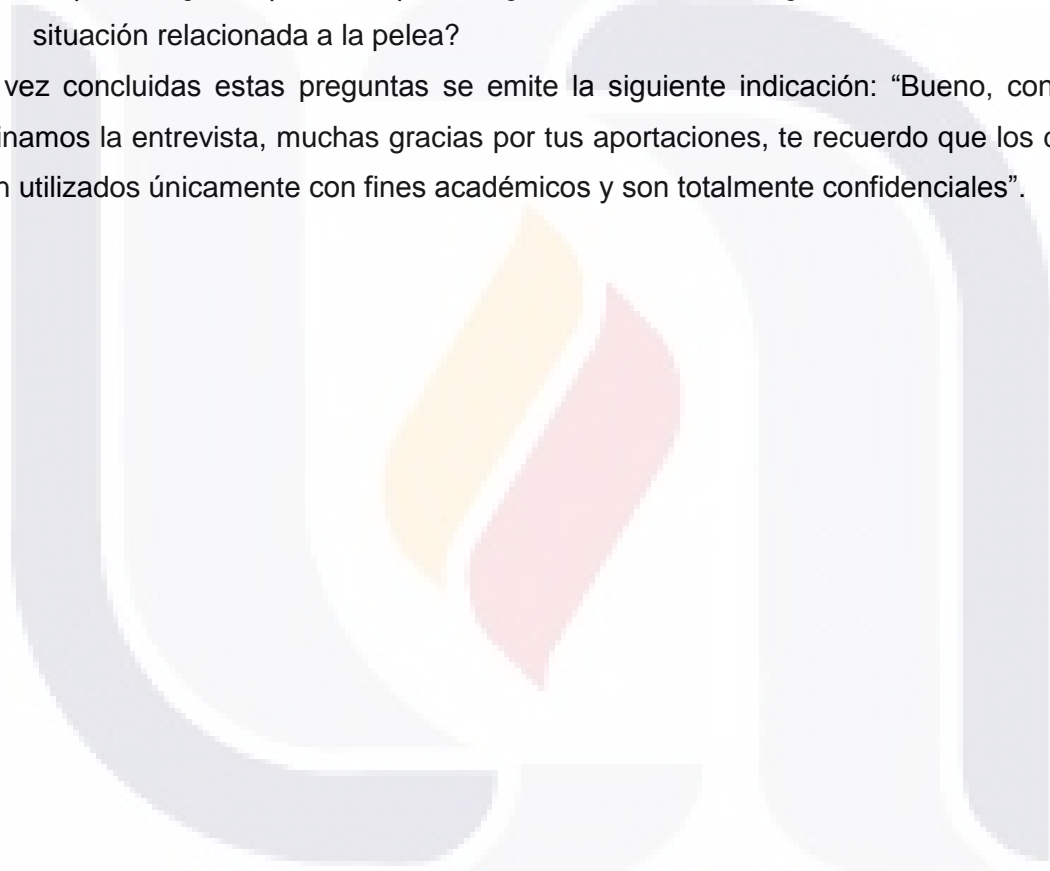 situación relacionada a la pelea?
vez concluidas estas preguntas se emite la siguiente indicación: “Bueno, con
inamos la entrevista, muchas gracias por tus aportaciones, te recuerdo que los
n utilizados únicamente con fines académicos y son totalmente confidenciales”.